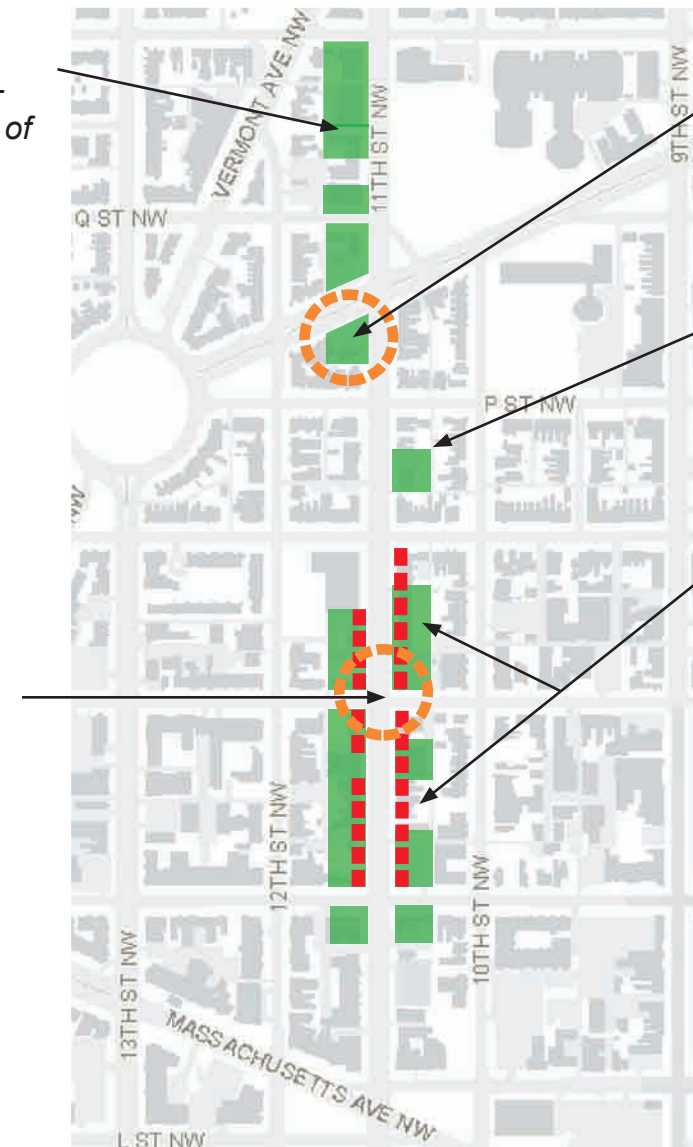 -
of
VERMONT AVE NW
11TH ST NW
9TH ST NW
Q ST NW
P ST NW
NW
12TH ST NW
10TH ST NW
13TH ST NW
MASSACHUSETTS AVE NW
L ST NW